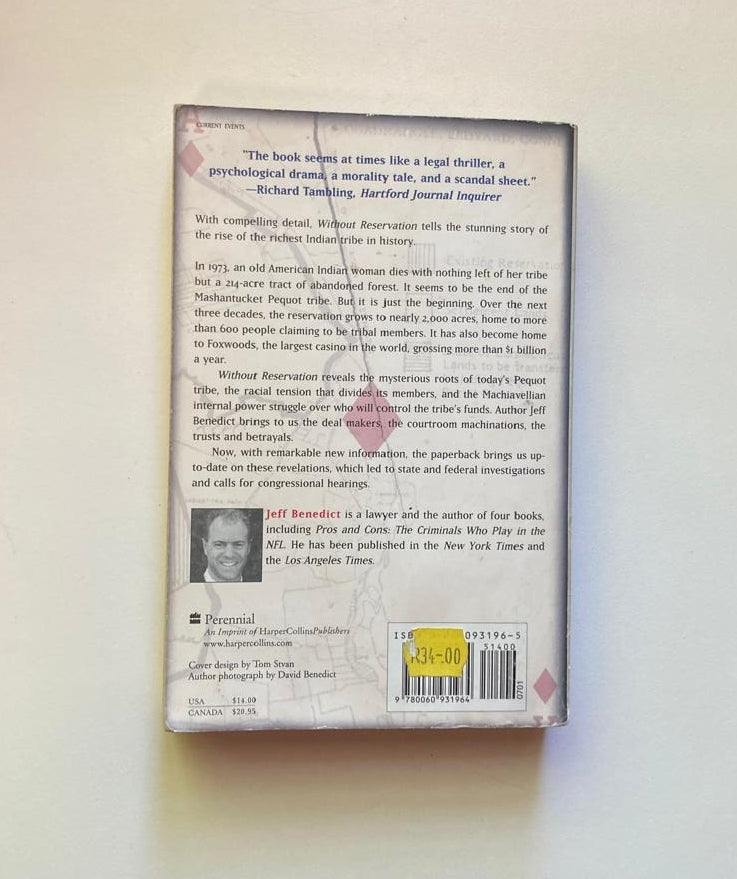 CURRENT EVENTS
"The book seems at times like a legal thriller, a
psychological drama, a morality tale, and a scandal sheet."
—Richard Tambling, Hartford Journal Inquirer
With compelling detail, Without Reservation tells the stunning story of
the rise of the richest Indian tribe in history.
In 1973, an old American Indian woman dies with nothing left of her tribe
but a 214-acre tract of abandoned forest. It seems to be the end of the
Mashantucket Pequot tribe. But it is just the beginning. Over the next
three decades, the reservation grows to nearly 2,000 acres, home to more
than 600 people claiming to be tribal members. It has also become home
to Foxwoods, the largest casino in the world, grossing more than $1 billion
a year.
Without Reservation reveals the mysterious roots of today's Pequot
tribe, the racial tension that divides its members, and the Machiavellian
internal power struggle over who will control the tribe's funds. Author Jeff
Benedict brings to us the deal makers, the courtroom machinations, the
trusts and betrayals.
Now, with remarkable new information, the paperback brings us up-
to-date on these revelations, which led to state and federal investigations
and calls for congressional hearings.
Jeff Benedict is a lawyer and the author of four books,
including Pros and Cons: The Criminals Who Play in the
NFL. He has been published in the New York Times and
the Los Angeles Times.
Perennial
An Imprint of HarperCollinsPublishers
www.harpercollins.com
Cover design by Tom Stvan
Author photograph by David Benedict
USA $14.00
CANADA $20.95
093196-5
51400
R34-00
9 780060 931964
0701
A
Existing Reservation
Lands to be